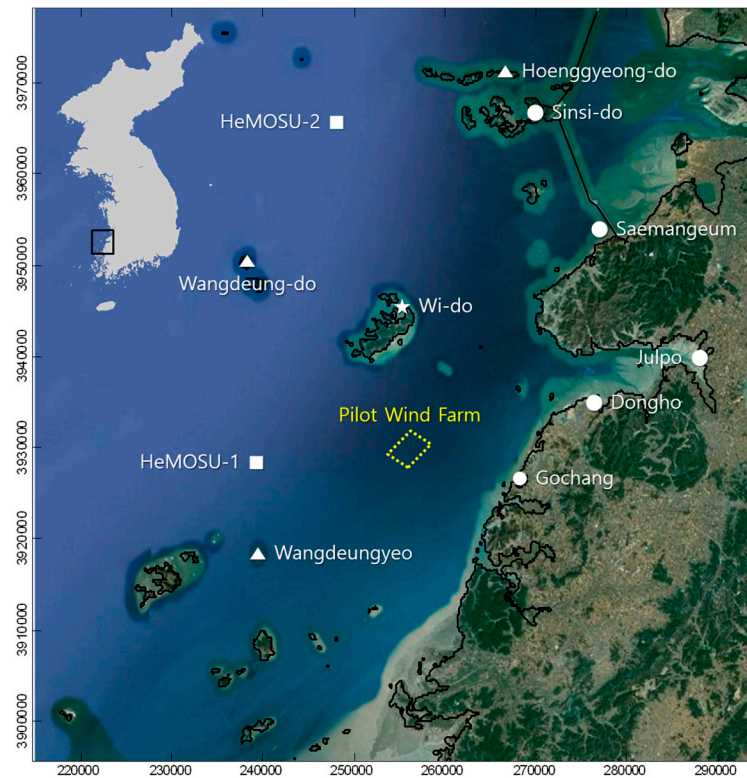 3970000
3960000
3950000
3940000
3930000
3920000
3910000
3900000
Hoenggyeong-do
HeMOSU-2
Sinsi-do
Saemangeum
Wangdeung-do
Wi-do
Julpo
Pilot Wind Farm
Dongho
HeMOSU-1
Gochang
Wangdeungyeo
220000 230000 240000 250000 260000 270000 280000 290000